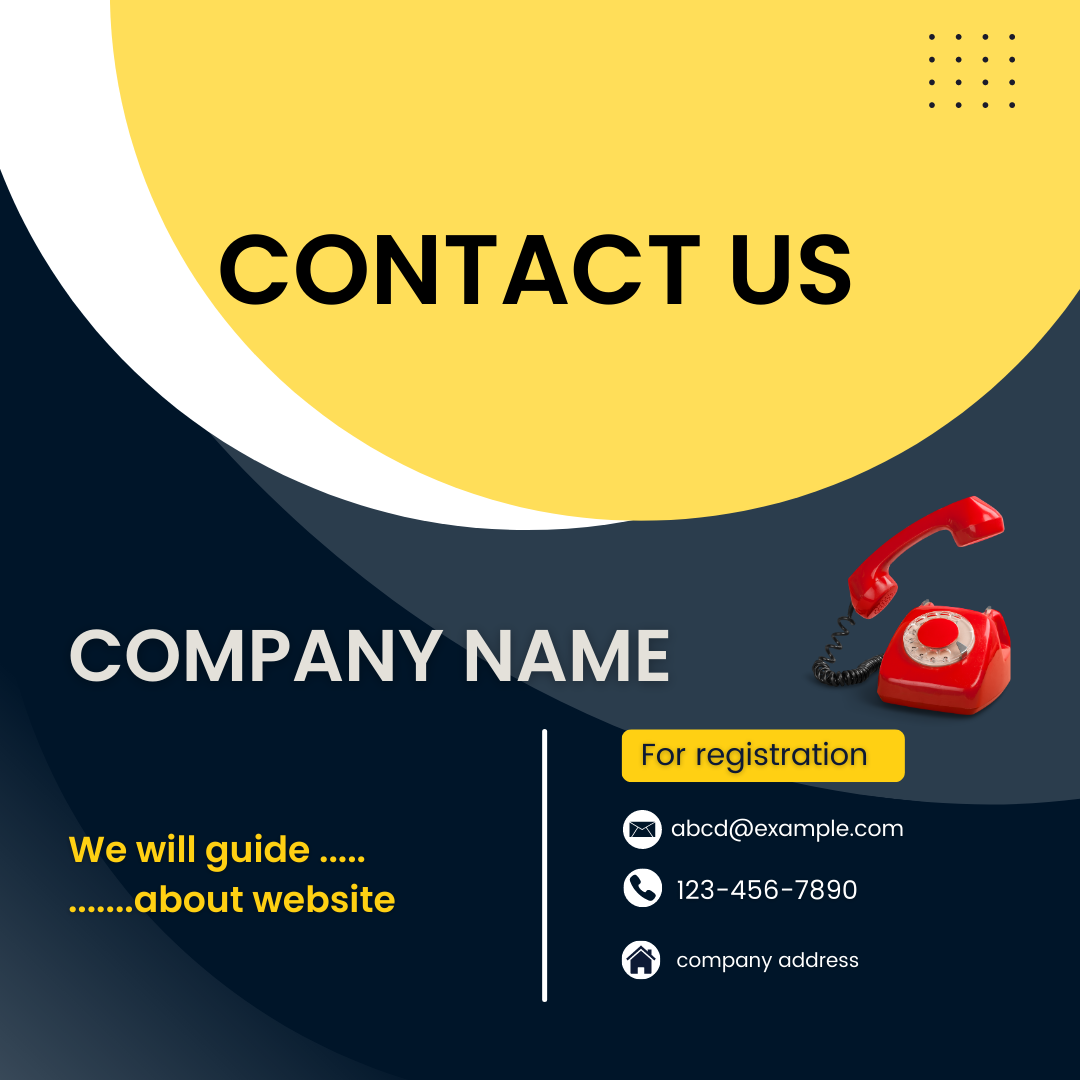 CONTACT US
COMPANY NAME
We will guide .....
.......about website
For registration
abcd@example.com
123-456-7890
company address